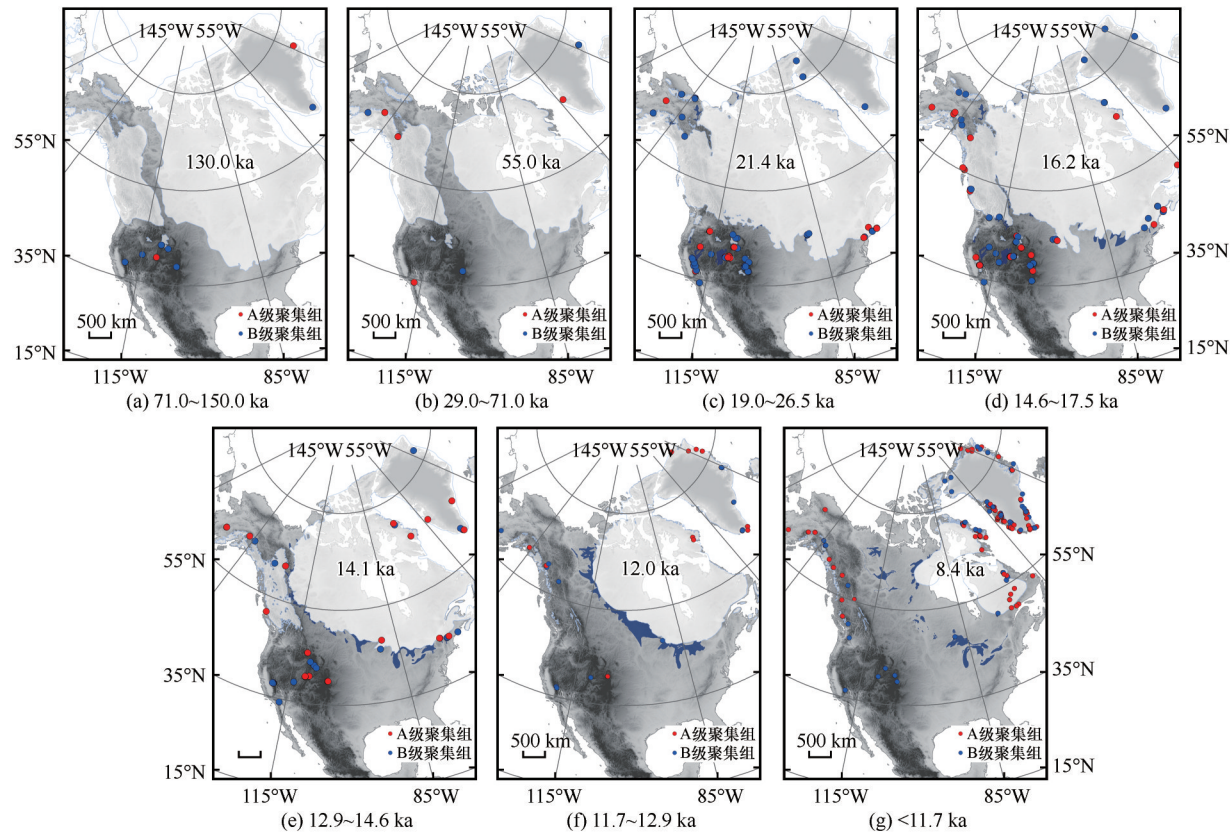 145°W 55°W
145°W 55°W
145°W 55°W
145°W 55°W
55°N
35°N
15°N
130.0 ka
55.0 ka
21.4 ka
16.2 ka
55°N
35°N
15°N
A级聚集组
B级聚集组
500 km
A级聚集组
B级聚集组
500 km
A级聚集组
B级聚集组
500 km
A级聚集组
B级聚集组
500 km
115°W 85°W
115°W 85°W
115°W 85°W
115°W 85°W
(a) 71.0~150.0 ka
(b) 29.0~71.0 ka
(c) 19.0~26.5 ka
(d) 14.6~17.5 ka
145°W 55°W
145°W 55°W
145°W 55°W
55°N
35°N
15°N
14.1 ka
12.0 ka
8.4 ka
55°N
35°N
15°N
A级聚集组
B级聚集组
A级聚集组
B级聚集组
500 km
A级聚集组
B级聚集组
500 km
115°W 85°W
115°W 85°W
115°W 85°W
(e) 12.9~14.6 ka
(f) 11.7~12.9 ka
(g) <11.7 ka